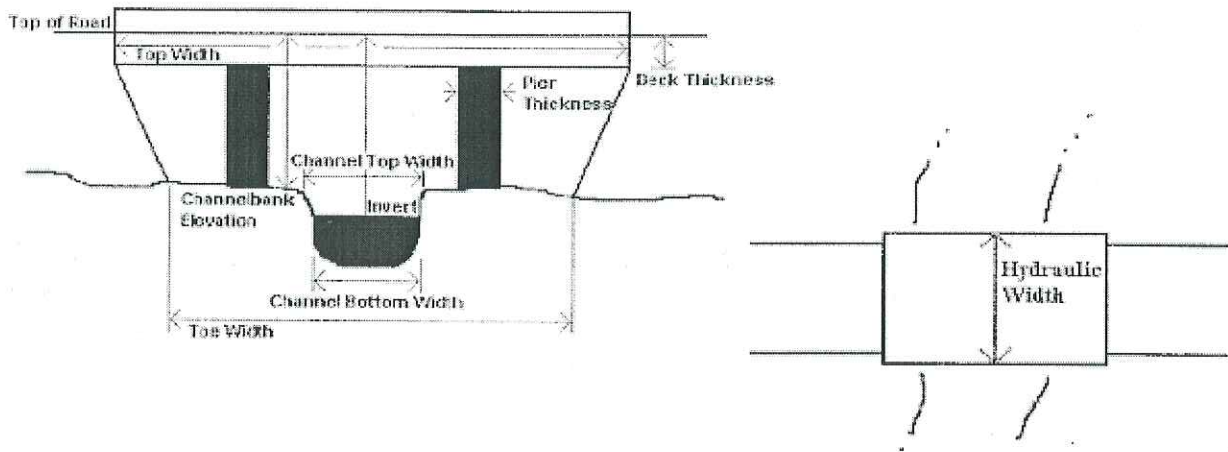 Top of Road
Top Width
Deck Thickness
Pier
Thickness
Channel Top Width
Channelbank
Elevation
Invert
Channel Bottom Width
Toe Width
Hydraulic
Width